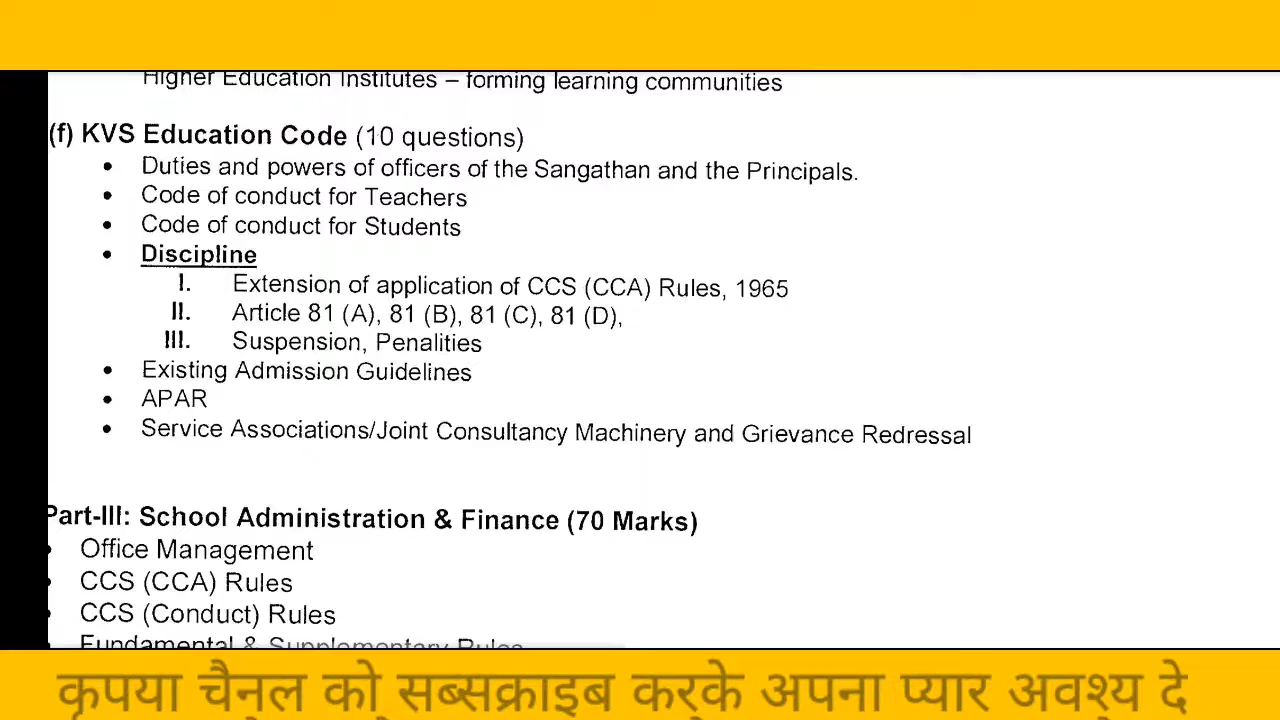 Higher Education Institutes – forming learning communities
(f) KVS Education Code (10 questions)
• Duties and powers of officers of the Sangathan and the Principals.
• Code of conduct for Teachers
• Code of conduct for Students
• Discipline
I. Extension of application of CCS (CCA) Rules, 1965
II. Article 81 (A), 81 (B), 81 (C), 81 (D),
III. Suspension, Penalities
• Existing Admission Guidelines
• APAR
• Service Associations/Joint Consultancy Machinery and Grievance Redressal
Part-III: School Administration & Finance (70 Marks)
• Office Management
• CCS (CCA) Rules
• CCS (Conduct) Rules
• Fundamental & Supplementary Rules
कृपया चैनल को सब्सक्राइब करके अपना प्यार अवश्य दे